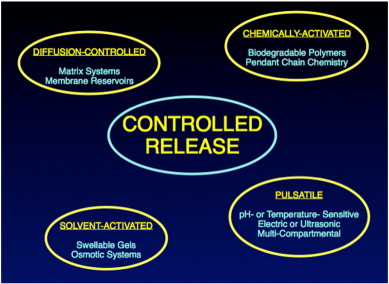 DIFFUSION-CONTROLLED
Matrix Systems
Membrane Reservoirs
CHEMICALLY-ACTIVATED
Biodegradable Polymers
Pendant Chain Chemistry
CONTROLLED
RELEASE
SOLVENT-ACTIVATED
Swellable Gels
Osmotic Systems
PULSATILE
pH- or Temperature- Sensitive
Electric or Ultrasonic
Multi-Compartmental